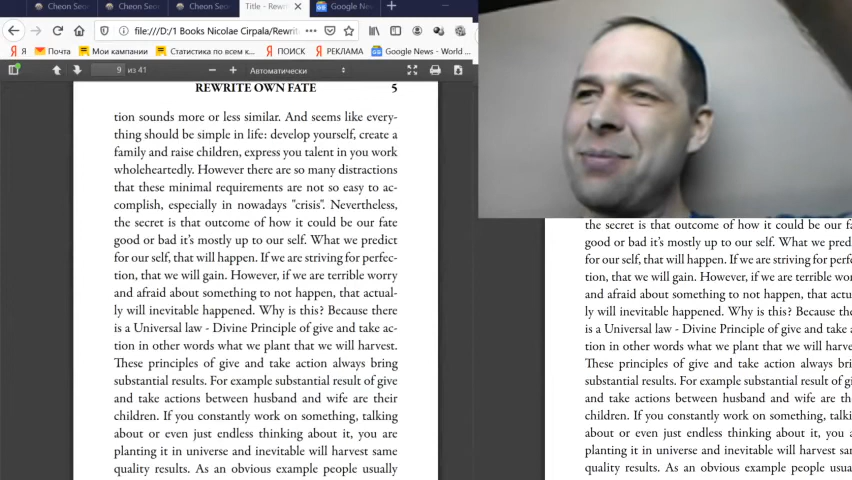 Cheon Seo
Cheon Seo
Cheon Seo
Title - Rewri
Google Ne
file:///D:/1 Books Nicolae Cirpala/Rewrit
Я
Почта
Мои кампании
Статистика по всем к...
ПОИСК
РЕКЛАМА
Google News - World ...
9 из 41
Автоматически
REWRITE OWN FATE 5
tion sounds more or less similar. And seems like every-
thing should be simple in life: develop yourself, create a
family and raise children, express you talent in you work
wholeheartedly. However there are so many distractions
that these minimal requirements are not so easy to ac-
complish, especially in nowadays "crisis". Nevertheless,
the secret is that outcome of how it could be our fate
good or bad it’s mostly up to our self. What we predict
for our self, that will happen. If we are striving for perfec-
tion, that we will gain. However, if we are terrible worry
and afraid about something to not happen, that actual-
ly will inevitable happened. Why is this? Because there
is a Universal law - Divine Principle of give and take ac-
tion in other words what we plant that we will harvest.
These principles of give and take action always bring
substantial results. For example substantial result of give
and take actions between husband and wife are their
children. If you constantly work on something, talking
about or even just endless thinking about it, you are
planting it in universe and inevitable will harvest same
quality results. As an obvious example people usually
the secret is that outcome of how it could be our fa
good or bad it’s mostly up to our self. What we predi
for our self, that will happen. If we are striving for perfe
tion, that we will gain. However, if we are terrible wor
and afraid about something to not happen, that actu
ly will inevitable happened. Why is this? Because the
is a Universal law - Divine Principle of give and take a
tion in other words what we plant that we will harve
These principles of give and take action always bri
substantial results. For example substantial result of gi
and take actions between husband and wife are th
children. If you constantly work on something, talki
about or even just endless thinking about it, you a
planting it in universe and inevitable will harvest sam
quality results. As an obvious example people usua